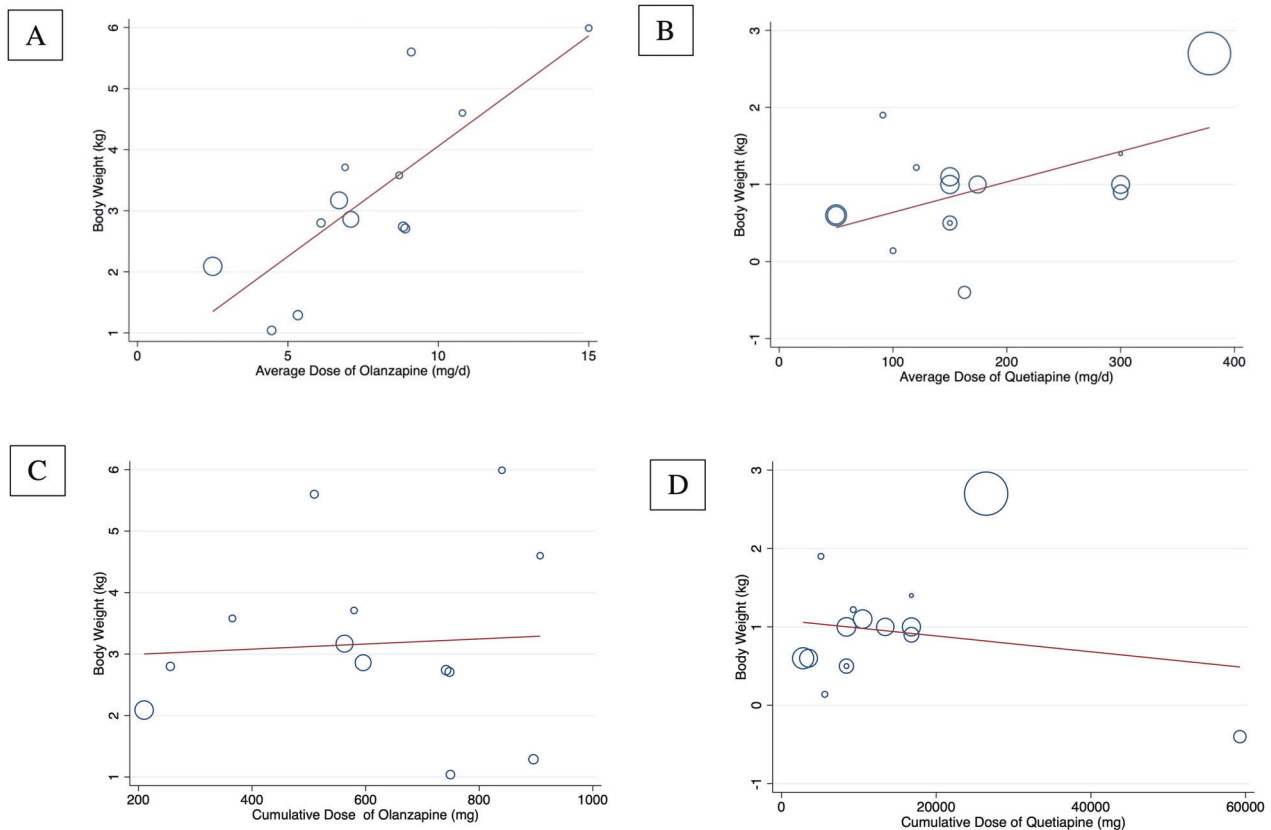 A
Body Weight (kg)
6
5
4
3
2
1
0 5 10 15
Average Dose of Olanzapine (mg/d)
B
Body Weight (kg)
3
2
1
0
-1
0 100 200 300 400
Average Dose of Quetiapine (mg/d)
C
Body Weight (kg)
6
5
4
3
2
1
200 400 600 800 1000
Cumulative Dose of Olanzapine (mg)
D
Body Weight (kg)
3
2
1
0
-1
0 20000 40000 60000
Cumulative Dose of Quetiapine (mg)